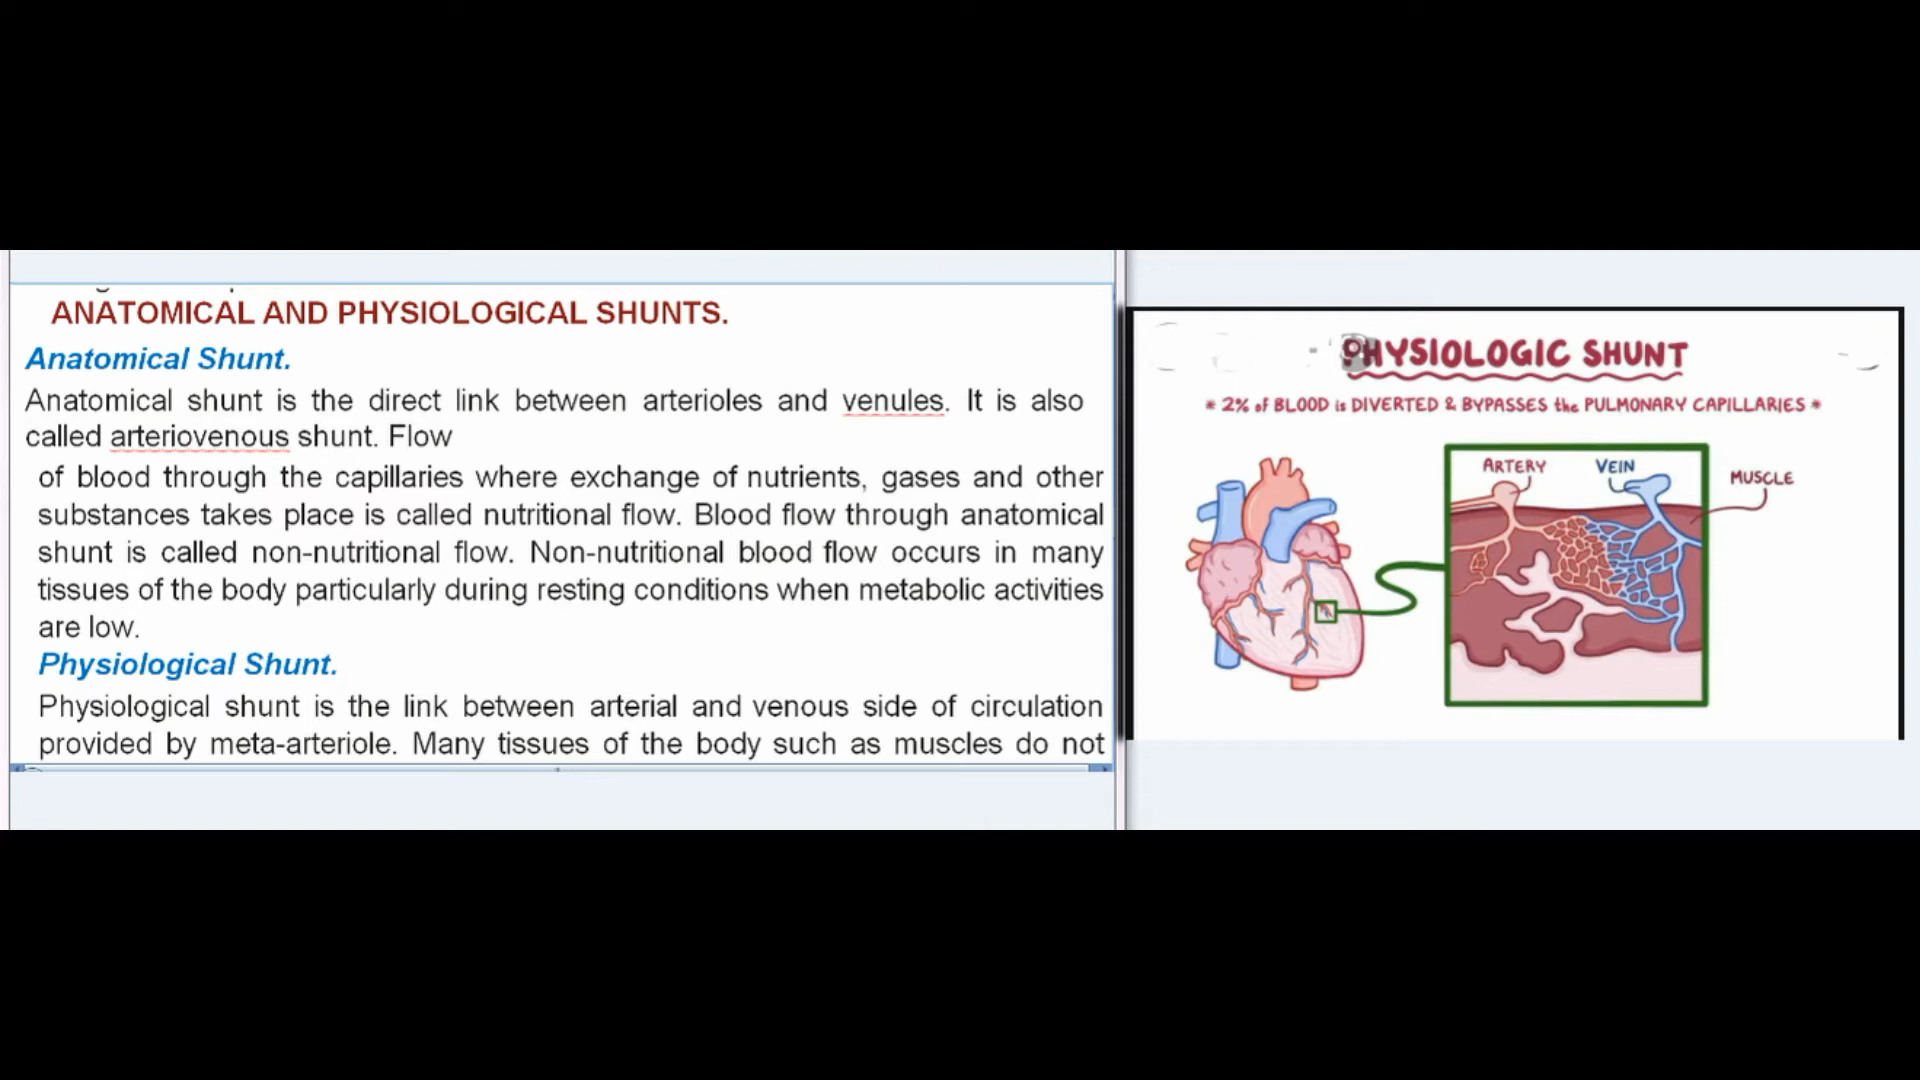 ANATOMICAL AND PHYSIOLOGICAL SHUNTS.
Anatomical Shunt.
Anatomical shunt is the direct link between arterioles and venules. It is also
called arteriovenous shunt. Flow
of blood through the capillaries where exchange of nutrients, gases and other
substances takes place is called nutritional flow. Blood flow through anatomical
shunt is called non-nutritional flow. Non-nutritional blood flow occurs in many
tissues of the body particularly during resting conditions when metabolic activities
are low.
Physiological Shunt.
Physiological shunt is the link between arterial and venous side of circulation
provided by meta-arteriole. Many tissues of the body such as muscles do not
PHYSIOLOGIC SHUNT
* 2% of BLOOD is DIVERTED & BYPASSES the PULMONARY CAPILLARIES *
ARTERY
VEIN
MUSCLE